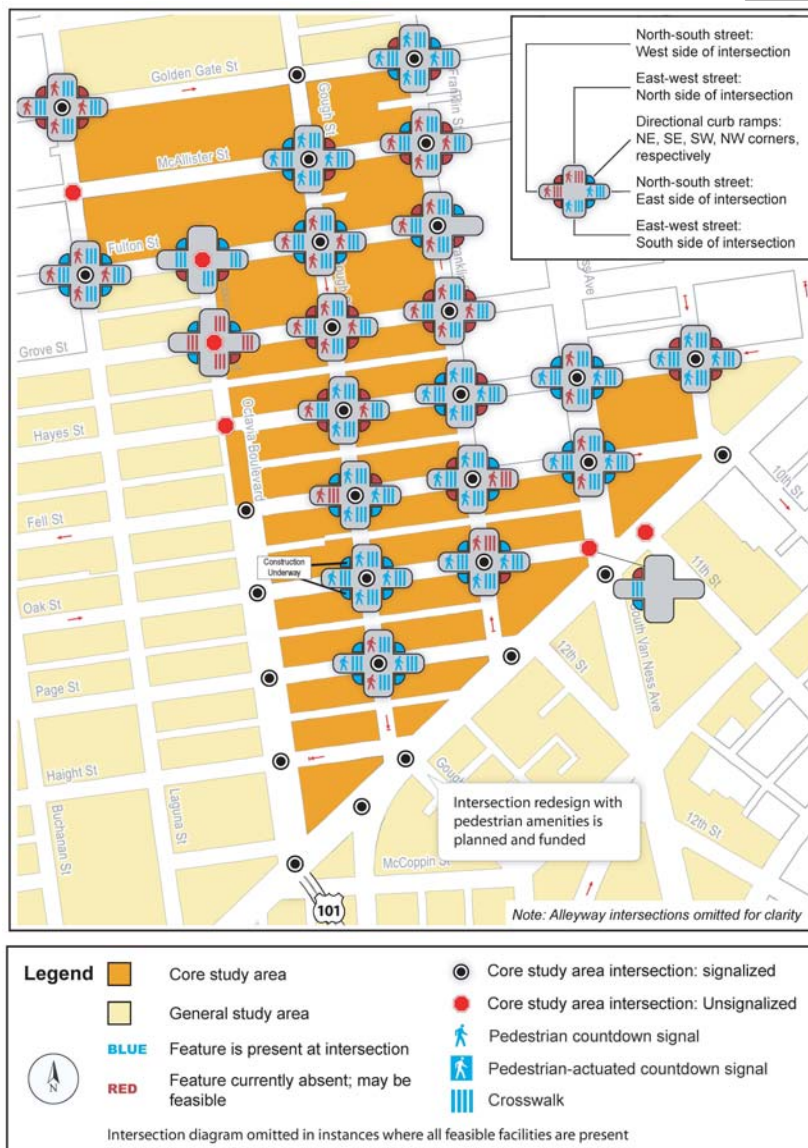 North-south street:
West side of intersection
East-west street:
North side of intersection
Directional curb ramps:
NE, SE, SW, NW corners,
respectively
North-south street:
East side of intersection
East-west street:
South side of intersection
Golden Gate St
McAllister St
Fulton St
Grove St
Hayes St
Fell St
Oak St
Page St
Haight St
Buchanan St
Laguna St
Octavia Boulevard
Gough St
Franklin St
ness Ave
10th St
11th St
12th St
South Van Ness Ave
12th St
McCoppin St
Construction
Underway
Intersection redesign with
pedestrian amenities is
planned and funded
101
Note: Alleyway intersections omitted for clarity
Legend
Core study area
General study area
BLUE Feature is present at intersection
RED Feature currently absent; may be
feasible
N
Core study area intersection: signalized
Core study area intersection: Unsignalized
Pedestrian countdown signal
Pedestrian-actuated countdown signal
Crosswalk
Intersection diagram omitted in instances where all feasible facilities are present